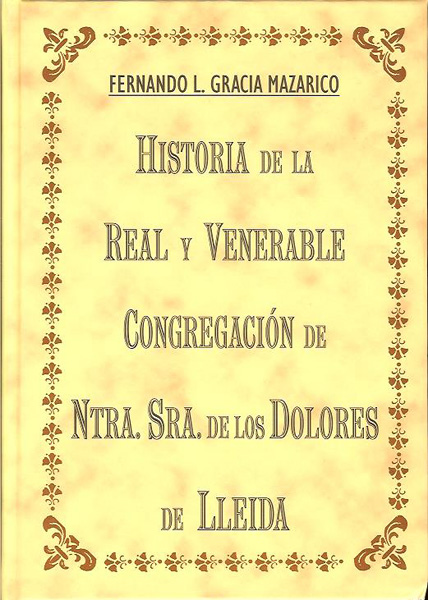 FERNANDO L. GRACIA MAZARICO
HISTORIA DE LA
REAL Y VENERABLE
CONGREGACIÓN DE
NTRA. SRA. DE LOS DOLORES
DE LLEIDA